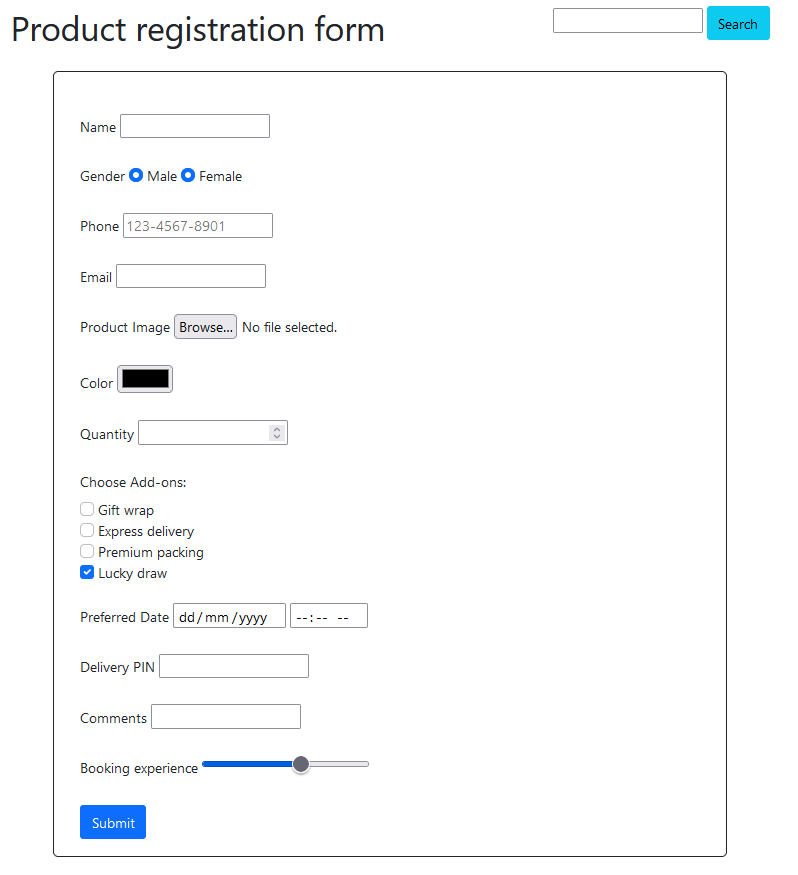 Product registration form
Search
Name
Gender Male Female
Phone 123-4567-8901
Email
Product Image Browse... No file selected.
Color
Quantity
Choose Add-ons:
Gift wrap
Express delivery
Premium packing
Lucky draw
Preferred Date dd/mm/yyyy --:-- --
Delivery PIN
Comments
Booking experience
Submit